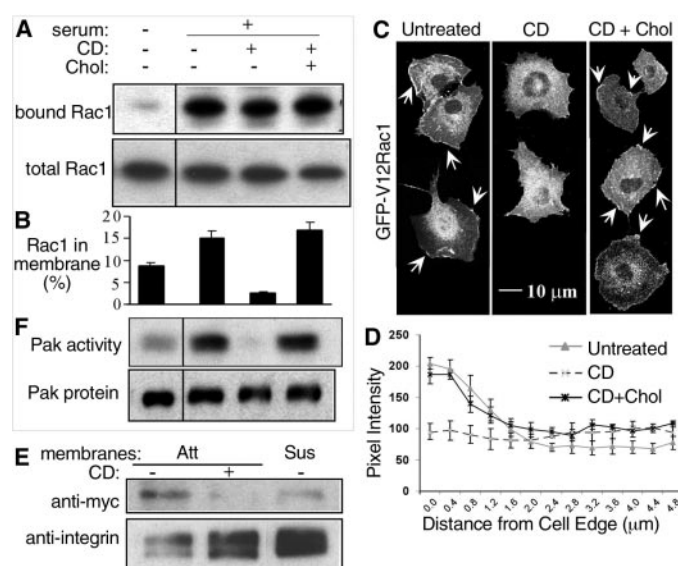 A
serum: - +
CD: - - + +
Chol: - - - +
bound Rac1
total Rac1
B
Rac1 in
membrane
(%)
20
15
10
5
0
F
Pak activity
Pak protein
E
membranes: Att Sus
CD: - + -
anti-myc
anti-integrin
C
Untreated CD CD + Chol
GFP-V12Rac1
10 µm
D
Pixel Intensity
250
200
150
100
50
0
Untreated
CD
CD+Chol
0.0 0.4 0.8 1.2 1.6 2.0 2.4 2.8 3.2 3.6 4.0 4.4 4.8
Distance from Cell Edge (µm)